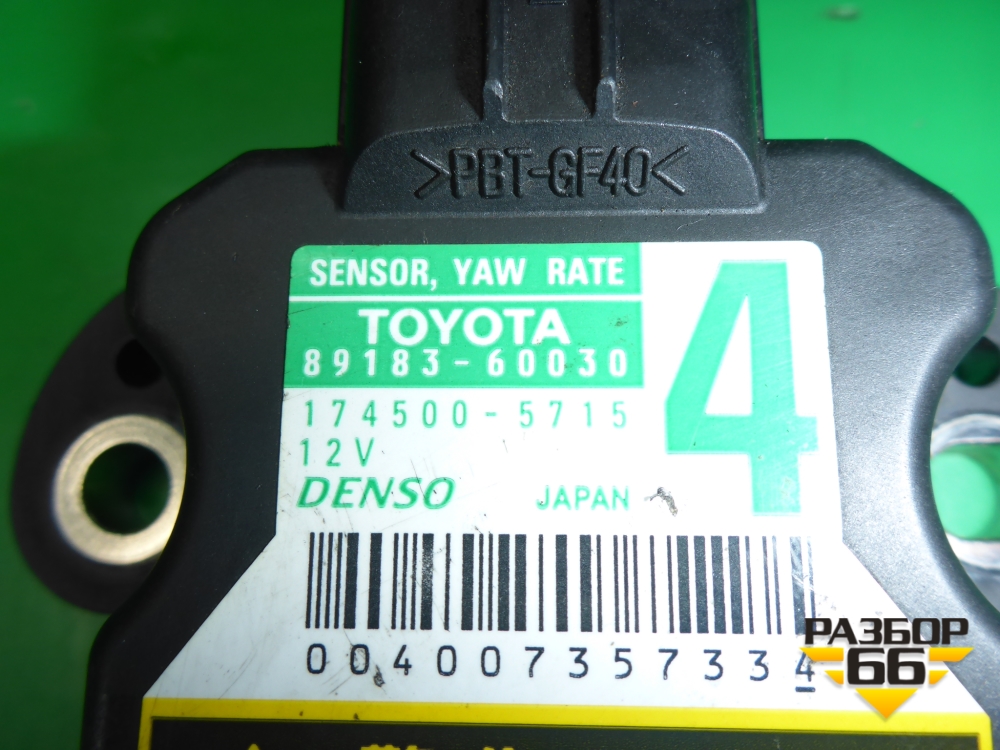 >PBT-GF40<
SENSOR, YAW RATE
TOYOTA
89183-60030
4
174500-5715
12V
DENSO JAPAN
004007357334
РАЗБОР
66